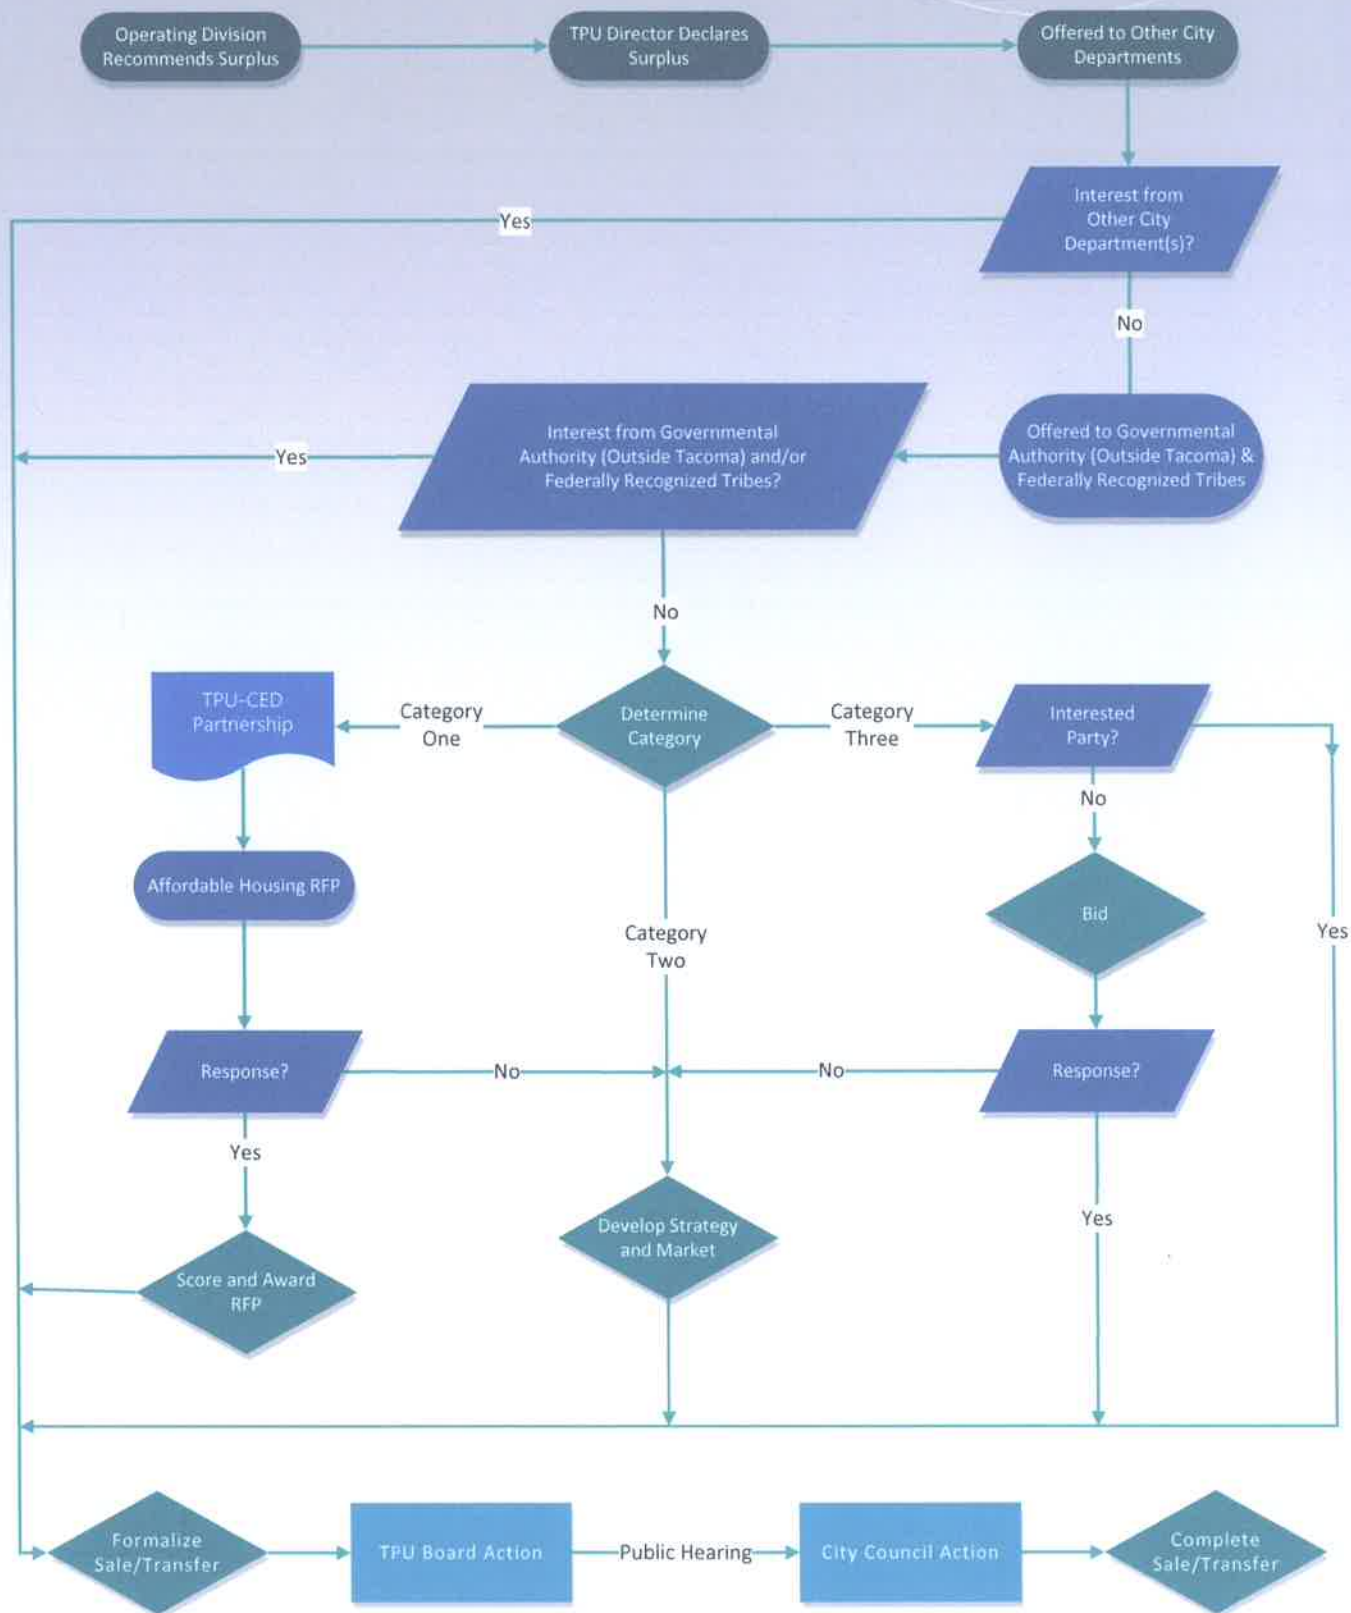 Operating Division
Recommends Surplus
TPU Director Declares
Surplus
Offered to Other City
Departments
Interest from
Other City
Department(s)?
Yes
No
Interest from Governmental
Authority (Outside Tacoma) and/or
Federally Recognized Tribes?
Offered to Governmental
Authority (Outside Tacoma) &
Federally Recognized Tribes
Yes
No
TPU-CED
Partnership
Category
One
Determine
Category
Category
Three
Interested
Party?
No
Affordable Housing RFP
Category
Two
Bid
Yes
Response?
No
No
Response?
Yes
Develop Strategy
and Market
Yes
Score and Award
RFP
Formalize
Sale/Transfer
TPU Board Action
Public Hearing
City Council Action
Complete
Sale/Transfer